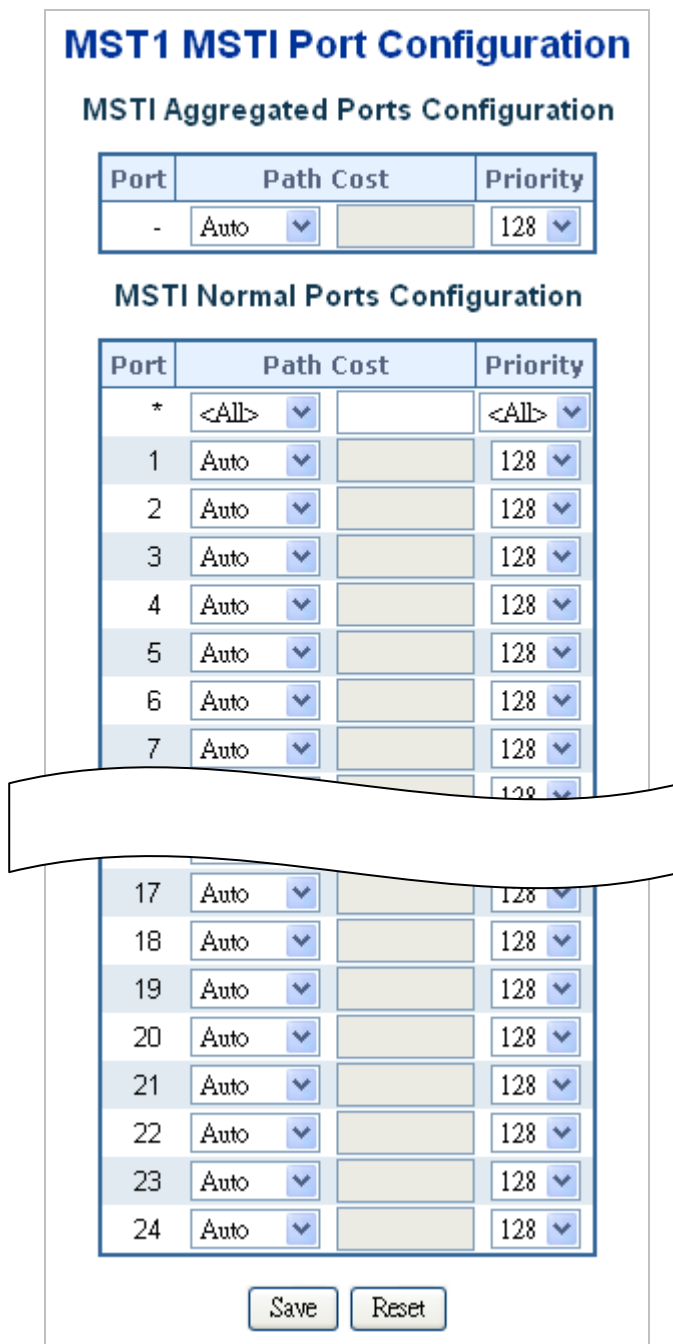 MST1 MSTI Port Configuration
MSTI Aggregated Ports Configuration
Port Path Cost Priority
- Auto 128
MSTI Normal Ports Configuration
Port Path Cost Priority
* <All> <All>
1 Auto 128
2 Auto 128
3 Auto 128
4 Auto 128
5 Auto 128
6 Auto 128
7 Auto 128
128
17 Auto 128
18 Auto 128
19 Auto 128
20 Auto 128
21 Auto 128
22 Auto 128
23 Auto 128
24 Auto 128
Save Reset